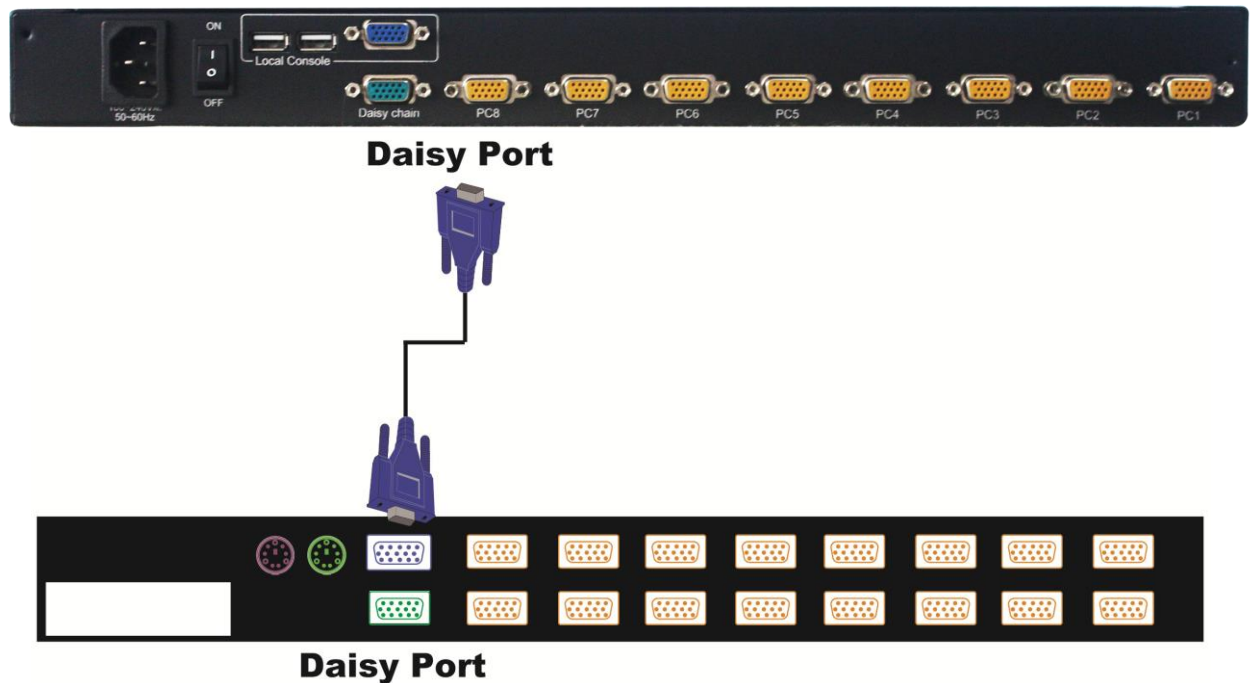 ON
I
O
OFF
50~60Hz
Local Console
Daisy chain
PC8
PC7
PC6
PC5
PC4
PC3
PC2
PC1
Daisy Port
Daisy Port